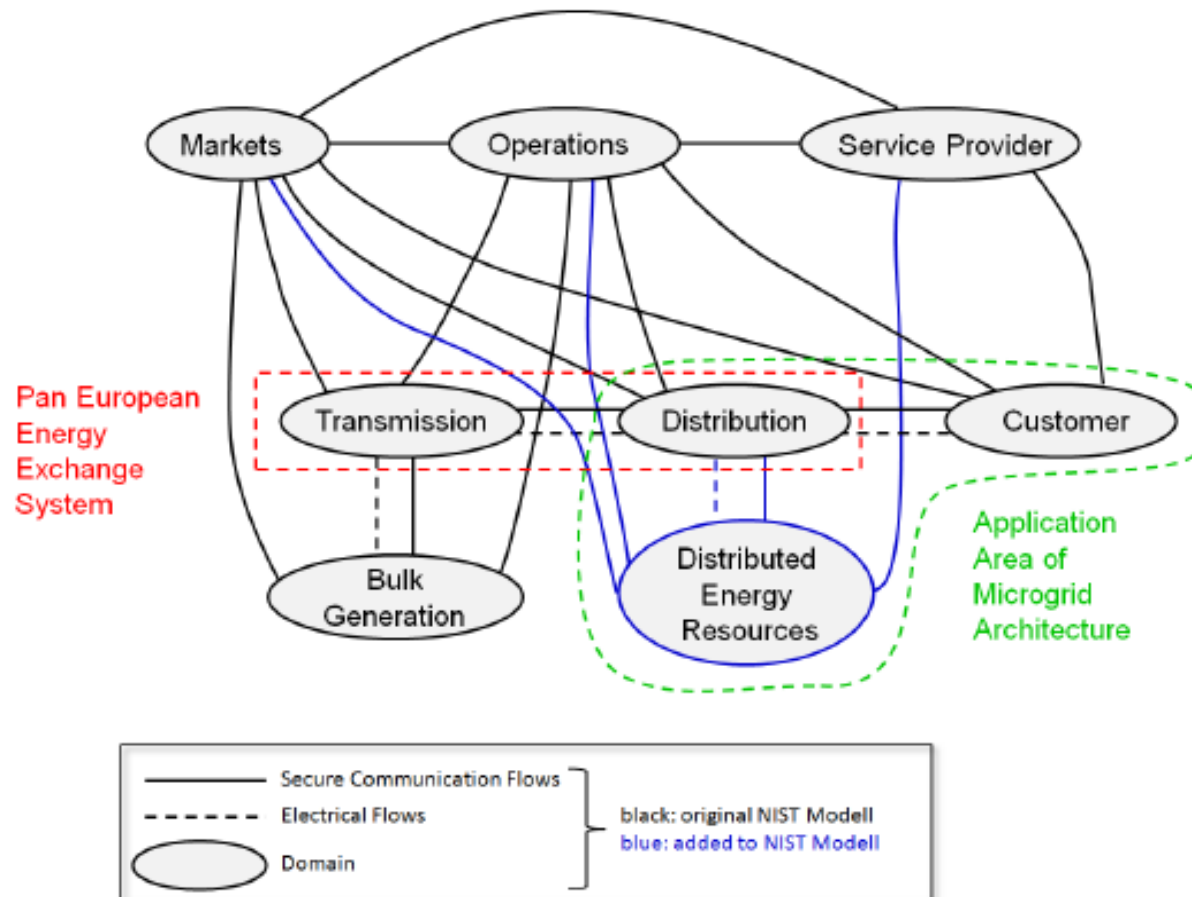 Markets
Operations
Service Provider
Pan European
Energy
Exchange
System
Transmission
Distribution
Customer
Bulk
Generation
Distributed
Energy
Resources
Application
Area of
Microgrid
Architecture
Secure Communication Flows
Electrical Flows
Domain
black: original NIST Modell
blue: added to NIST Modell